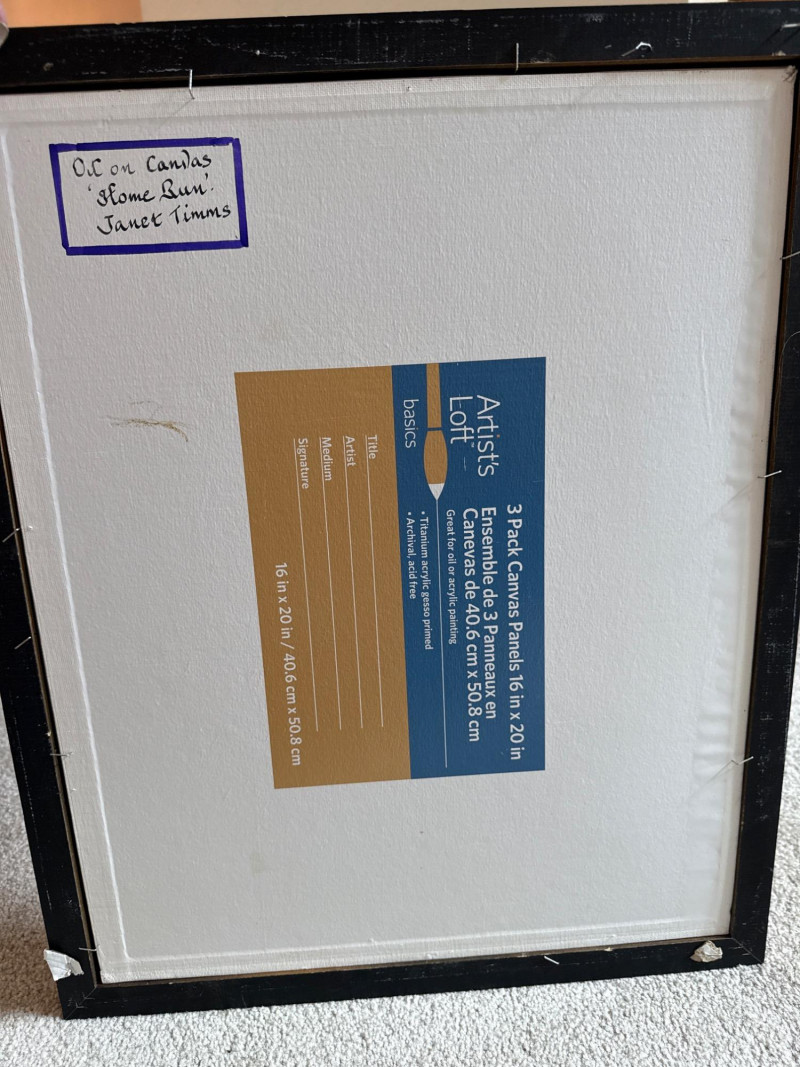 Oil on Canvas
'Home Run'.
Janet Timms
Artist's
Loft™
basics
3 Pack Canvas Panels 16 in x 20 in
Ensemble de 3 Panneaux en
Canevas de 40.6 cm x 50.8 cm
Great for oil or acrylic painting
• Titanium acrylic gesso primed
• Archival, acid free
Title
Artist
Medium
Signature
16 in x 20 in / 40.6 cm x 50.8 cm